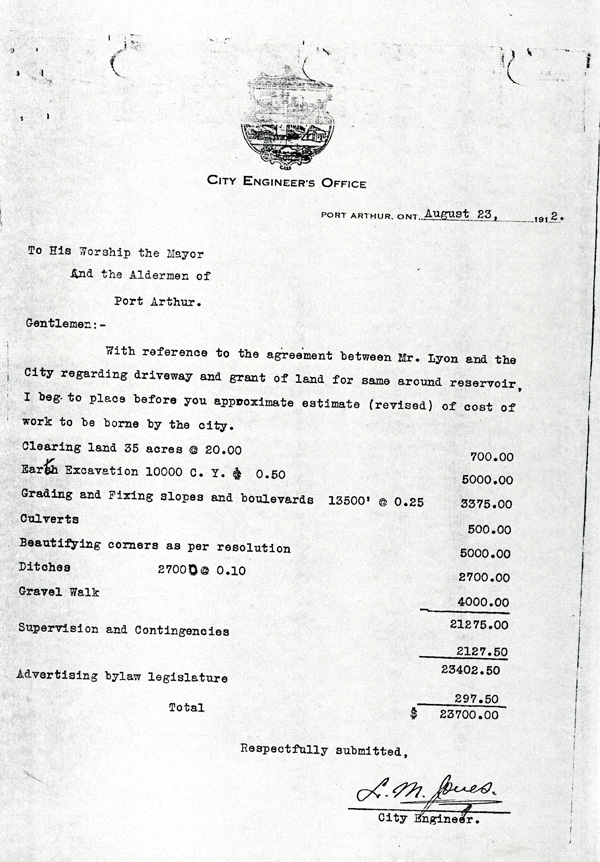 CITY ENGINEER'S OFFICE
PORT ARTHUR. ONT. August 23, 1912.
To His Worship the Mayor
And the Aldermen of
Port Arthur.
Gentlemen:-
With reference to the agreement between Mr. Lyon and the
City regarding driveway and grant of land for same around reservoir,
I beg to place before you approximate estimate (revised) of cost of
work to be borne by the city.
Clearing land 35 acres @ 20.00 700.00
Earth Excavation 10000 C. Y. @ 0.50 5000.00
Grading and Fixing slopes and boulevards 13500' @ 0.25 3375.00
Culverts 500.00
Beautifying corners as per resolution 5000.00
Ditches 27000 @ 0.10 2700.00
Gravel Walk 4000.00
21275.00
Supervision and Contingencies 2127.50
23402.50
Advertising bylaw legislature 297.50
Total $ 23700.00
Respectfully submitted,
L. M. Jones.
City Engineer.